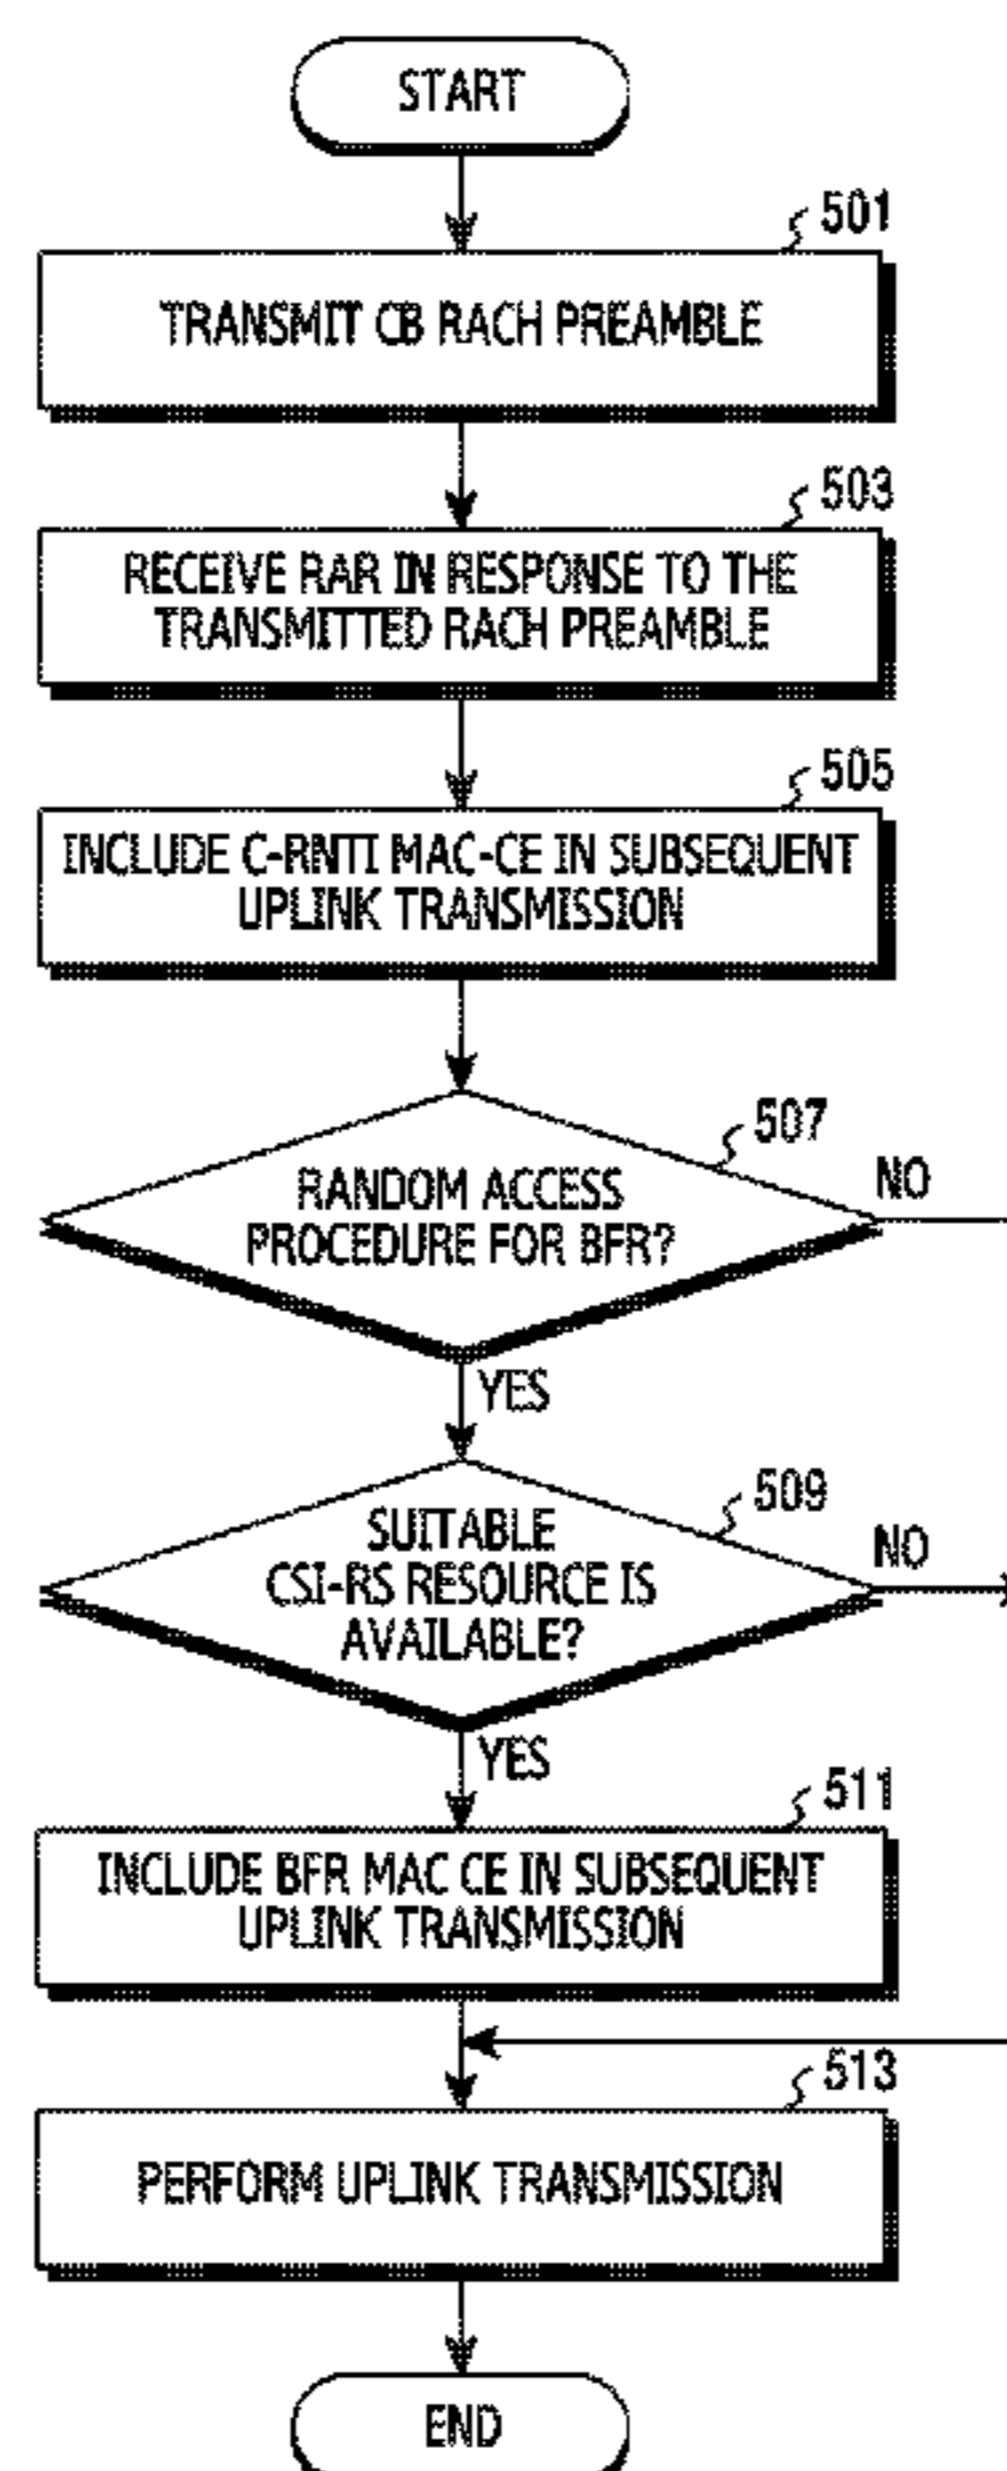 START
501
TRANSMIT CB RACH PREAMBLE
503
RECEIVE RAR IN RESPONSE TO THE
TRANSMITTED RACH PREAMBLE
505
INCLUDE C-RNTI MAC-CE IN SUBSEQUENT
UPLINK TRANSMISSION
507
RANDOM ACCESS
PROCEDURE FOR BFR?
NO
YES
509
SUITABLE
CSI-RS RESOURCE IS
AVAILABLE?
NO
YES
511
INCLUDE BFR MAC CE IN SUBSEQUENT
UPLINK TRANSMISSION
513
PERFORM UPLINK TRANSMISSION
END